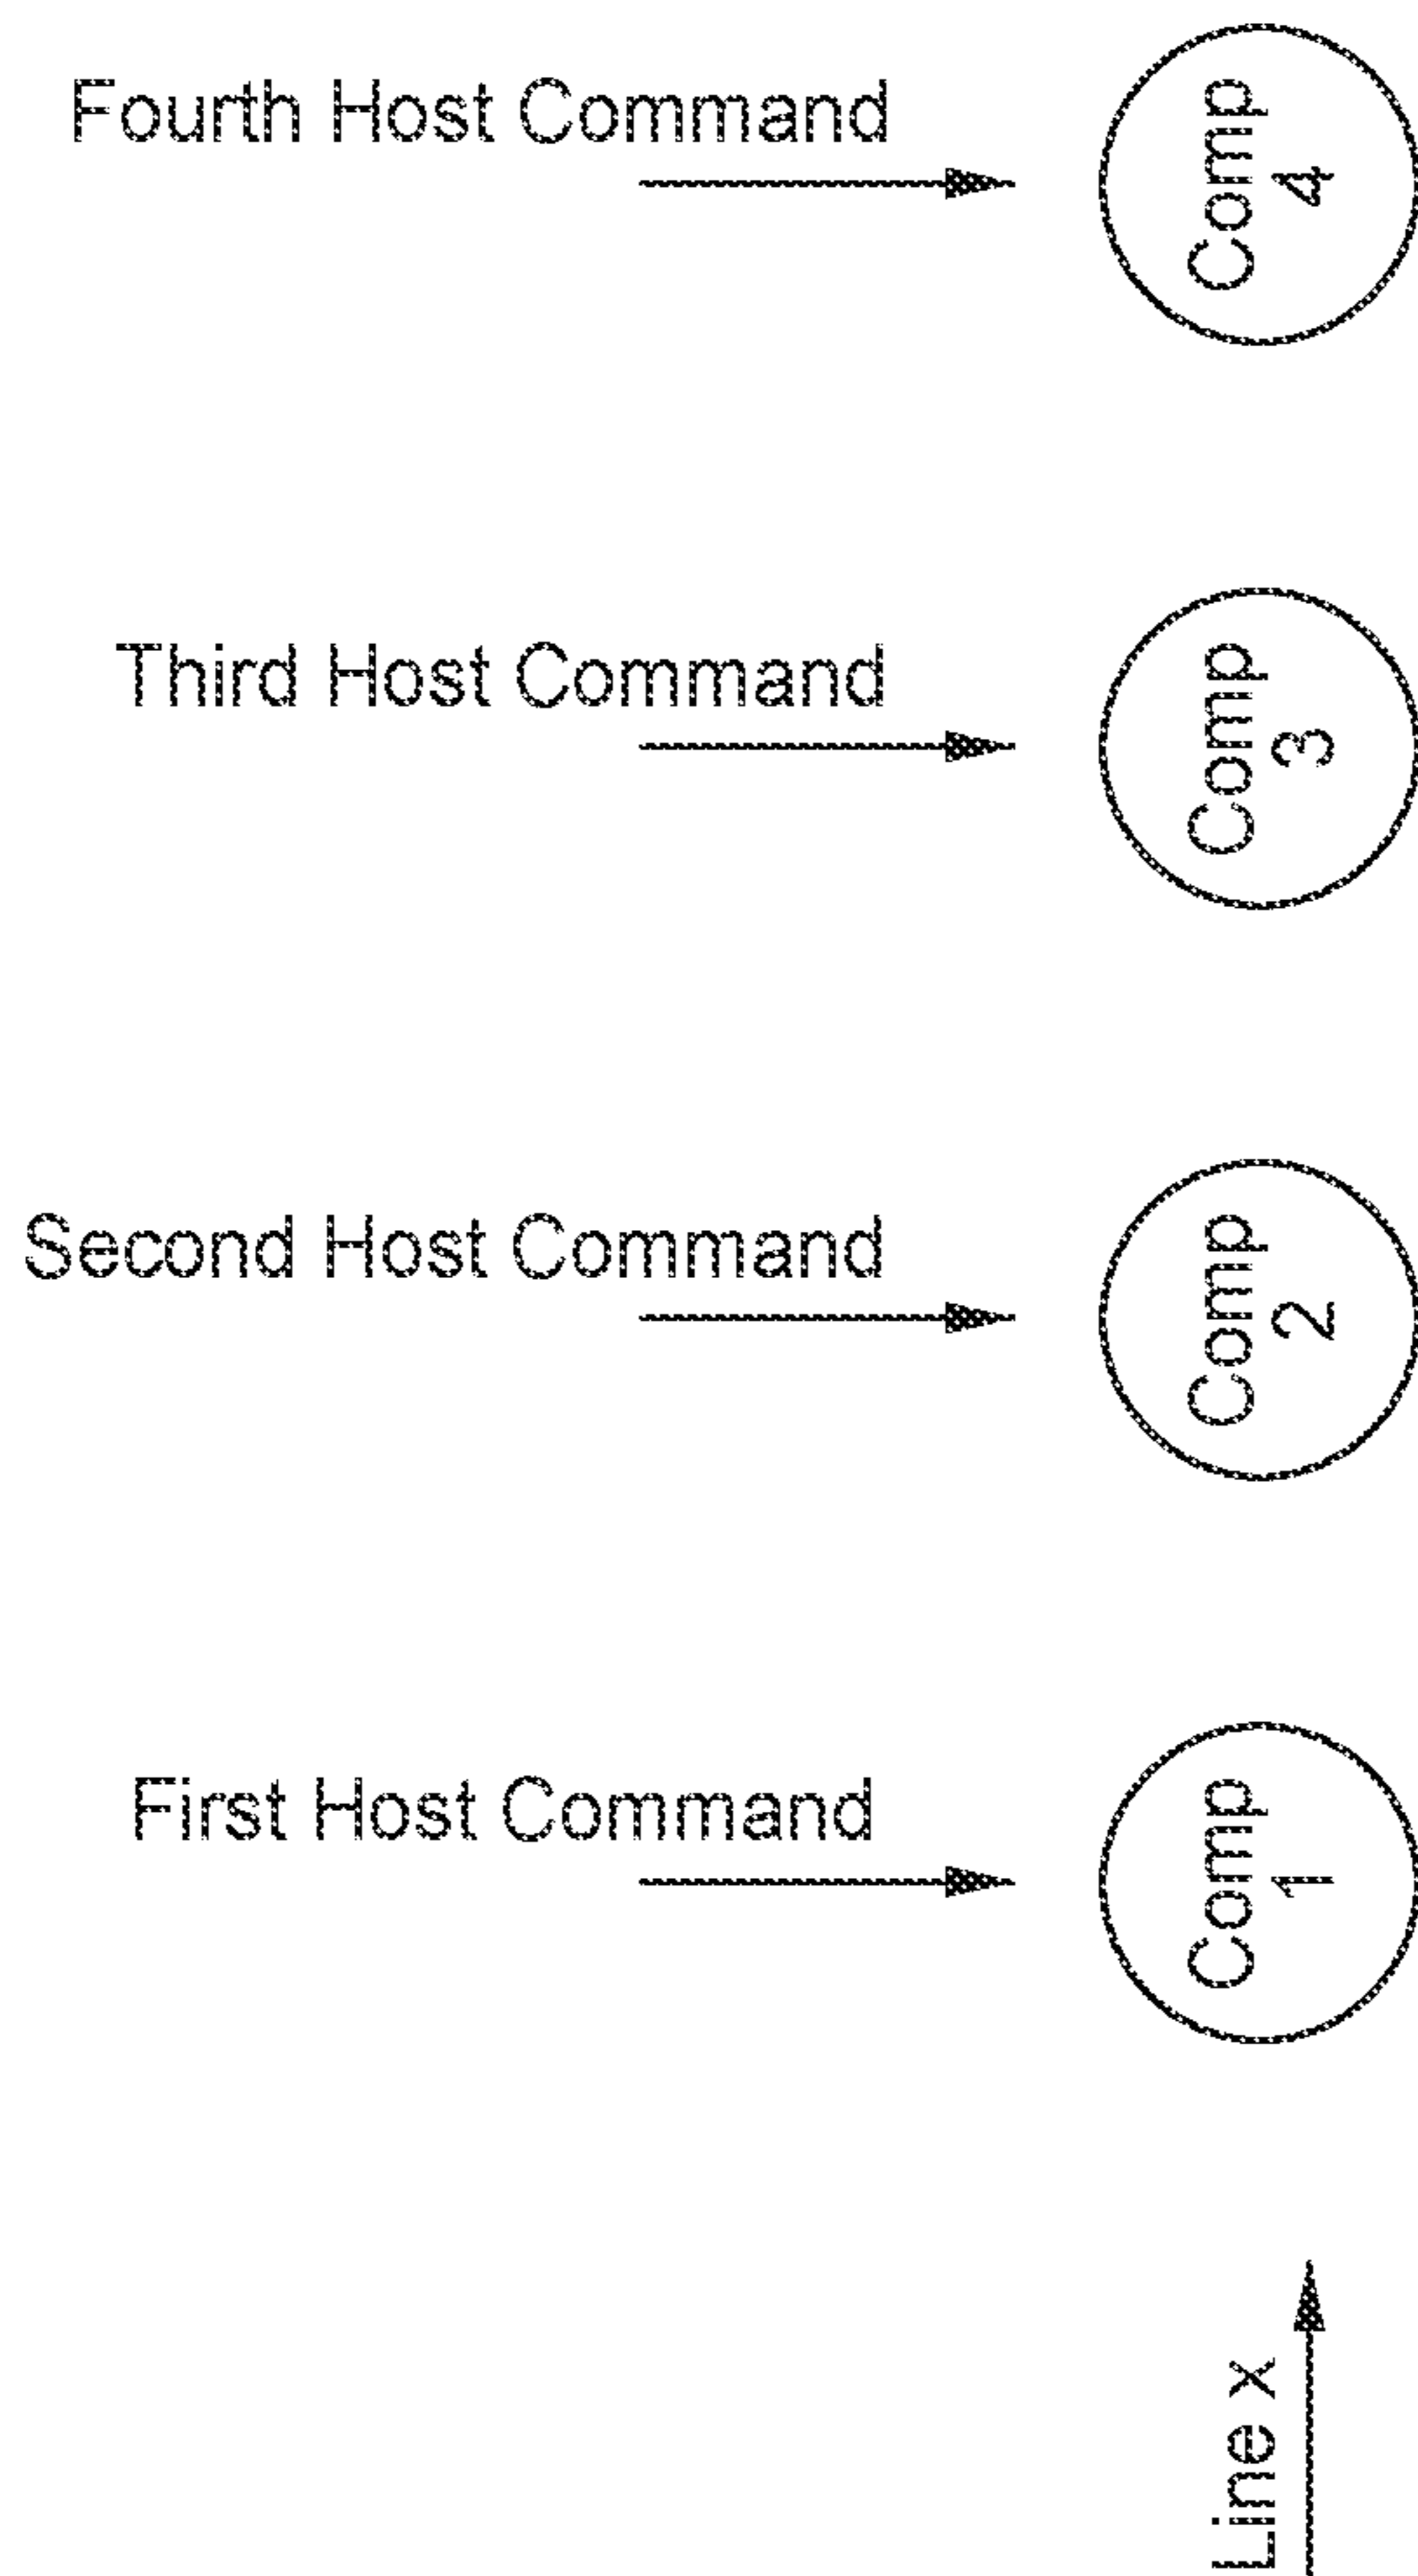 Fourth Host Command
Comp
4
Third Host Command
Comp
3
Second Host Command
Comp
2
First Host Command
Comp
1
Line x